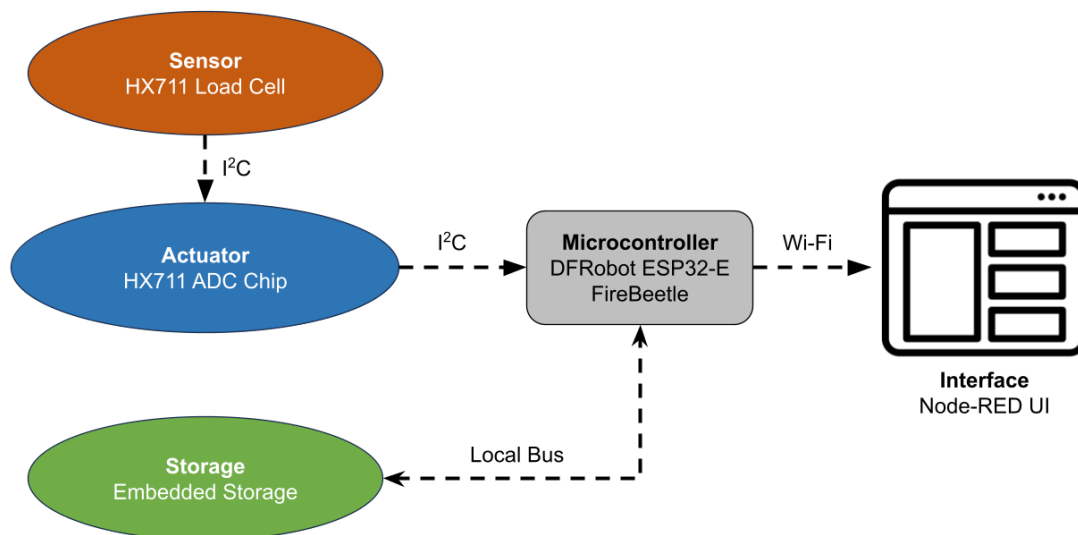 Sensor
HX711 Load Cell
I²C
Actuator
HX711 ADC Chip
I²C
Microcontroller
DFRobot ESP32-E
FireBeetle
Wi-Fi
Interface
Node-RED UI
Local Bus
Storage
Embedded Storage